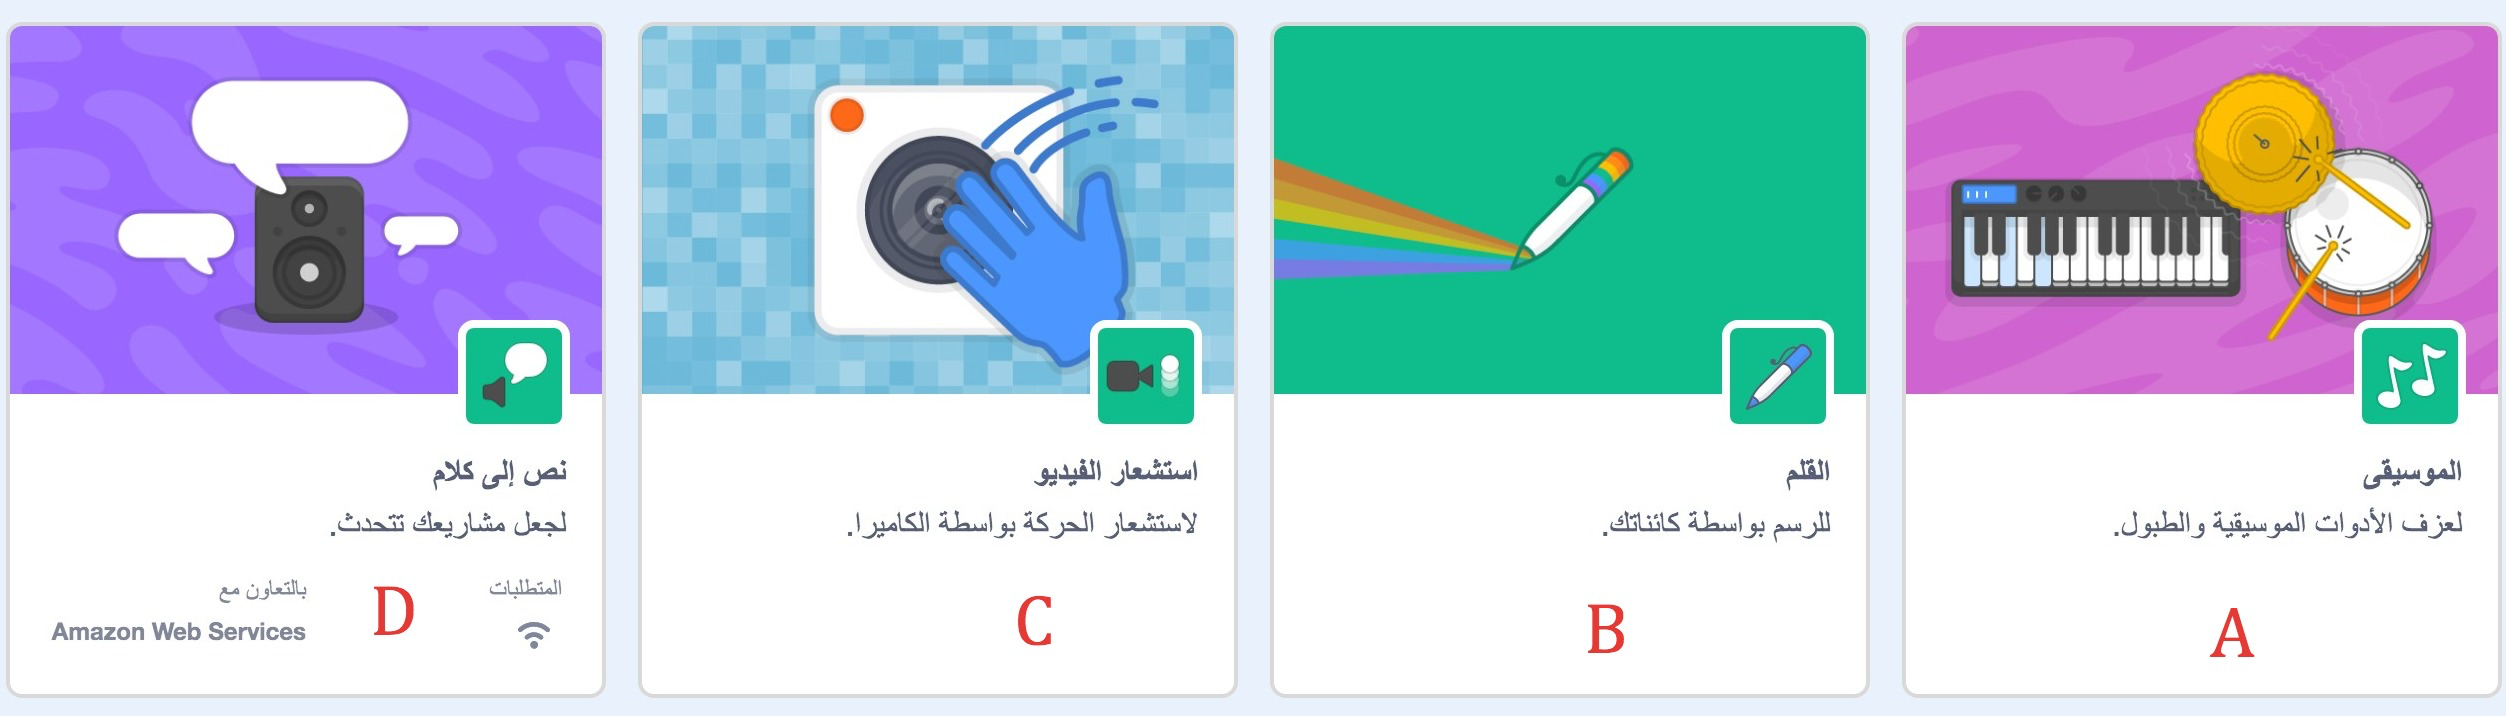 الموسيقى
لعزف الأدوات الموسيقية والطبول.
A
القلم
للرسم بواسطة كائناتك.
B
استشعار الفيديو
لإستشعار الحركة بواسطة الكاميرا.
C
نص إلى كلام
لجعل مشاريعك تتحدث.
المتطلبات
D
بالتعاون مع
Amazon Web Services